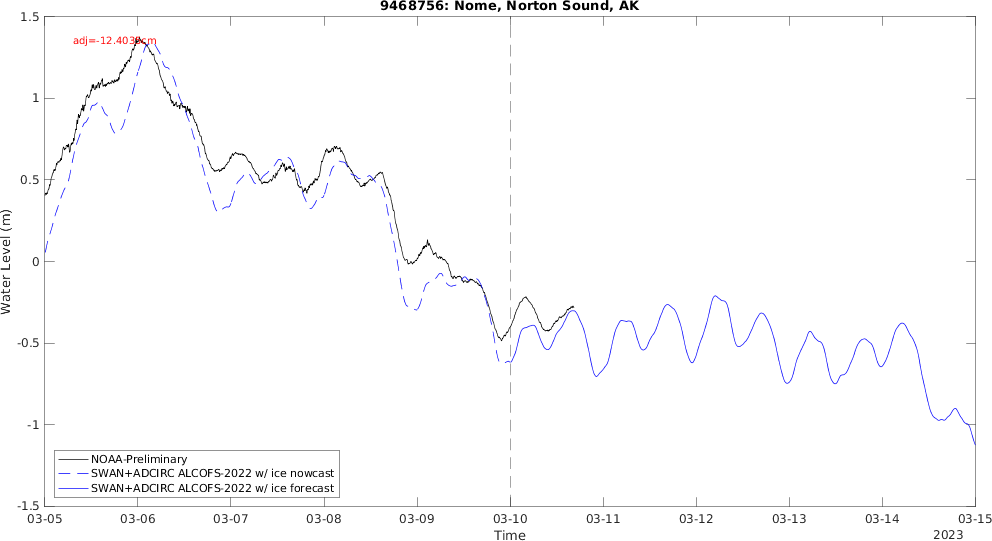 9468756: Nome, Norton Sound, AK
1.5
1
0.5
0
-0.5
-1
-1.5
Water Level (m)
NOAA-Preliminary
SWAN+ADCIRC ALCOFS-2022 w/ ice nowcast
SWAN+ADCIRC ALCOFS-2022 w/ ice forecast
03-05 03-06 03-07 03-08 03-09 03-10 03-11 03-12 03-13 03-14 03-15
Time
2023